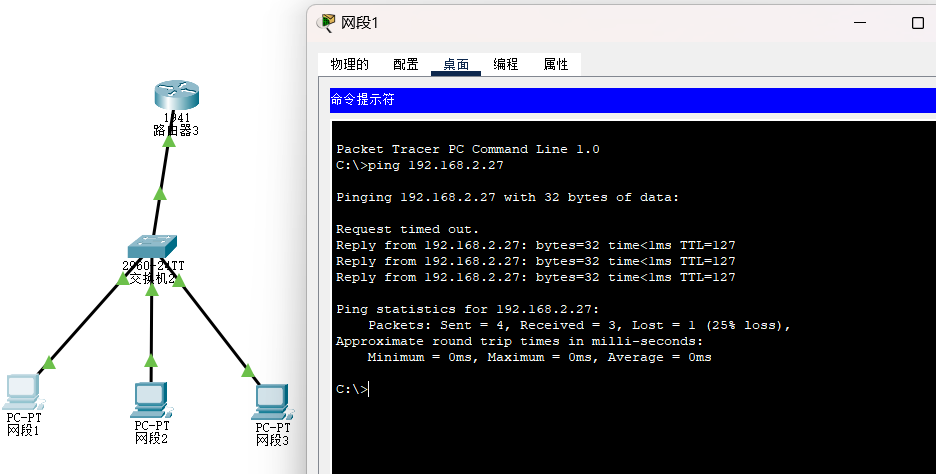 网段1
物理的 配置 桌面 编程 属性
命令提示符
Packet Tracer PC Command Line 1.0
C:\>ping 192.168.2.27
Pinging 192.168.2.27 with 32 bytes of data:
Request timed out.
Reply from 192.168.2.27: bytes=32 time<1ms TTL=127
Reply from 192.168.2.27: bytes=32 time<1ms TTL=127
Reply from 192.168.2.27: bytes=32 time<1ms TTL=127
Ping statistics for 192.168.2.27:
Packets: Sent = 4, Received = 3, Lost = 1 (25% loss),
Approximate round trip times in milli-seconds:
Minimum = 0ms, Maximum = 0ms, Average = 0ms
C:\>
1941
路由器3
2960-24TT
交换机2
PC-PT
网段1
PC-PT
网段2
PC-PT
网段3